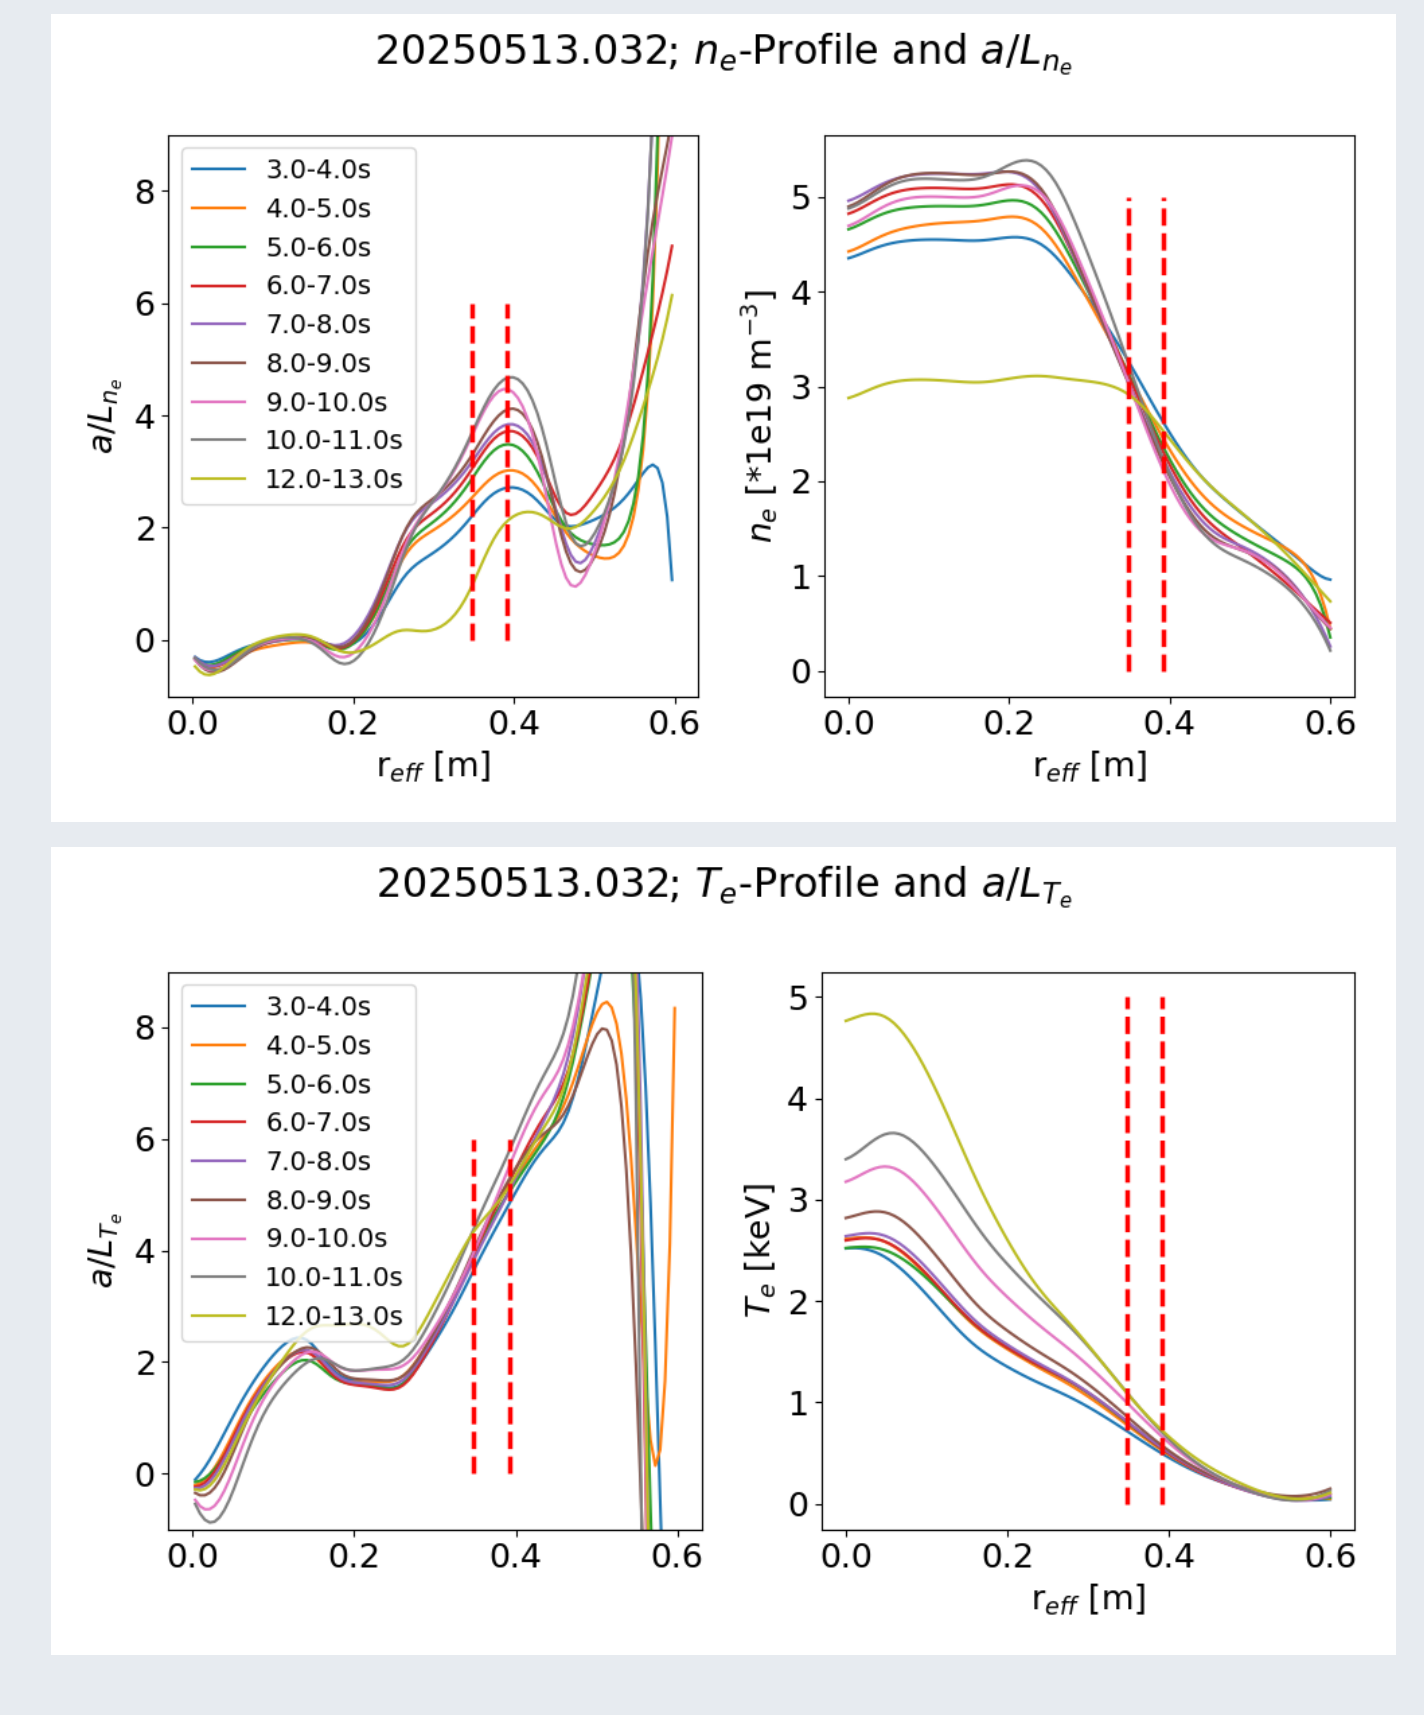 20250513.032; nₑ-Profile and a/Lₙₑ
a/Lₙₑ
8
6
4
2
0
3.0-4.0s
4.0-5.0s
5.0-6.0s
6.0-7.0s
7.0-8.0s
8.0-9.0s
9.0-10.0s
10.0-11.0s
12.0-13.0s
0.0 0.2 0.4 0.6
r_eff [m]
nₑ [*1e19 m⁻³]
5
4
3
2
1
0
0.0 0.2 0.4 0.6
r_eff [m]
20250513.032; Tₑ-Profile and a/L_Tₑ
a/L_Tₑ
8
6
4
2
0
3.0-4.0s
4.0-5.0s
5.0-6.0s
6.0-7.0s
7.0-8.0s
8.0-9.0s
9.0-10.0s
10.0-11.0s
12.0-13.0s
0.0 0.2 0.4 0.6
Tₑ [keV]
5
4
3
2
1
0
0.0 0.2 0.4 0.6
r_eff [m]